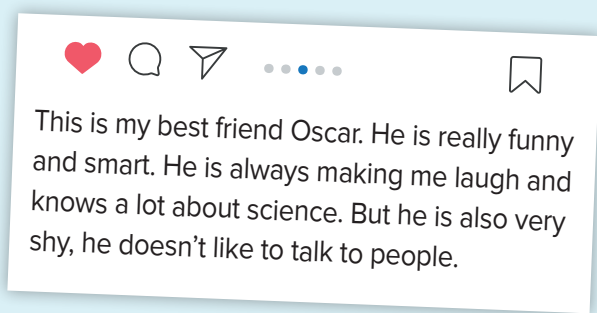 This is my best friend Oscar. He is really funny
and smart. He is always making me laugh and
knows a lot about science. But he is also very
shy, he doesn't like to talk to people.